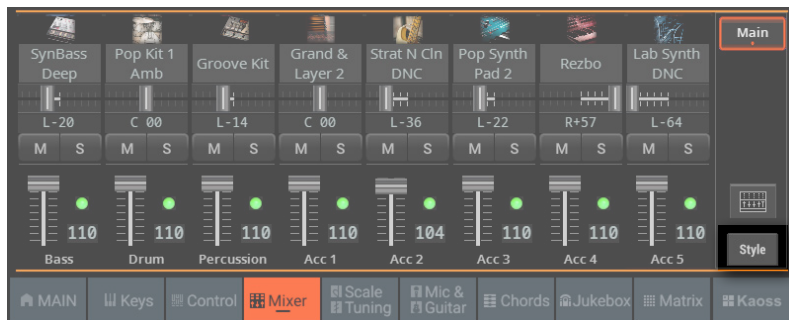 SynBass Deep
Pop Kit 1 Amb
Groove Kit
Grand & Layer 2
Strat N Cln DNC
Pop Synth Pad 2
Rezbo
Lab Synth DNC
Main
L-20 C 00 L-14 C 00 L-36 L-22 R+57 L-64
M S M S M S M S M S M S M S M S
110 110 110 110 104 110 110 110
Bass Drum Percussion Acc 1 Acc 2 Acc 3 Acc 4 Acc 5
Style
MAIN Keys Control Mixer Scale Tuning Mic & Guitar Chords Jukebox Matrix Kaoss